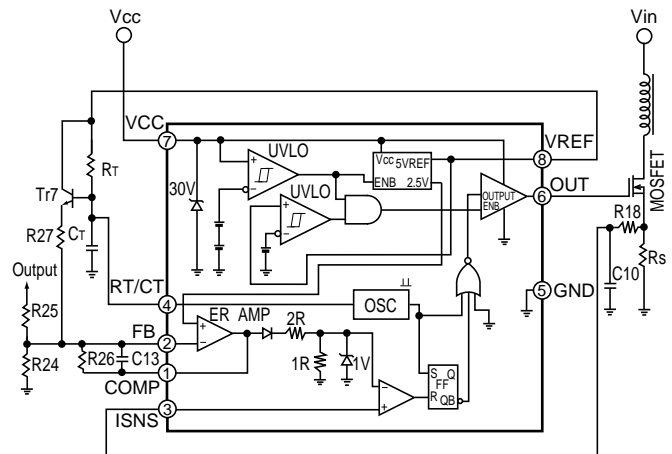 Vcc
Vin
VCC
7
UVLO
Vcc 5VREF
ENB 2.5V
VREF
8
RT
Tr7
30V
UVLO
OUTPUT
ENB
OUT
6
MOSFET
R27
CT
R18
Rs
C10
Output
RT/CT
4
OSC
5
GND
R25
FB
2
ER AMP
2R
R24
R26
C13
1R
1V
COMP
1
S Q
FF
R QB
ISNS
3
+
−
+
−
+
−
−
+